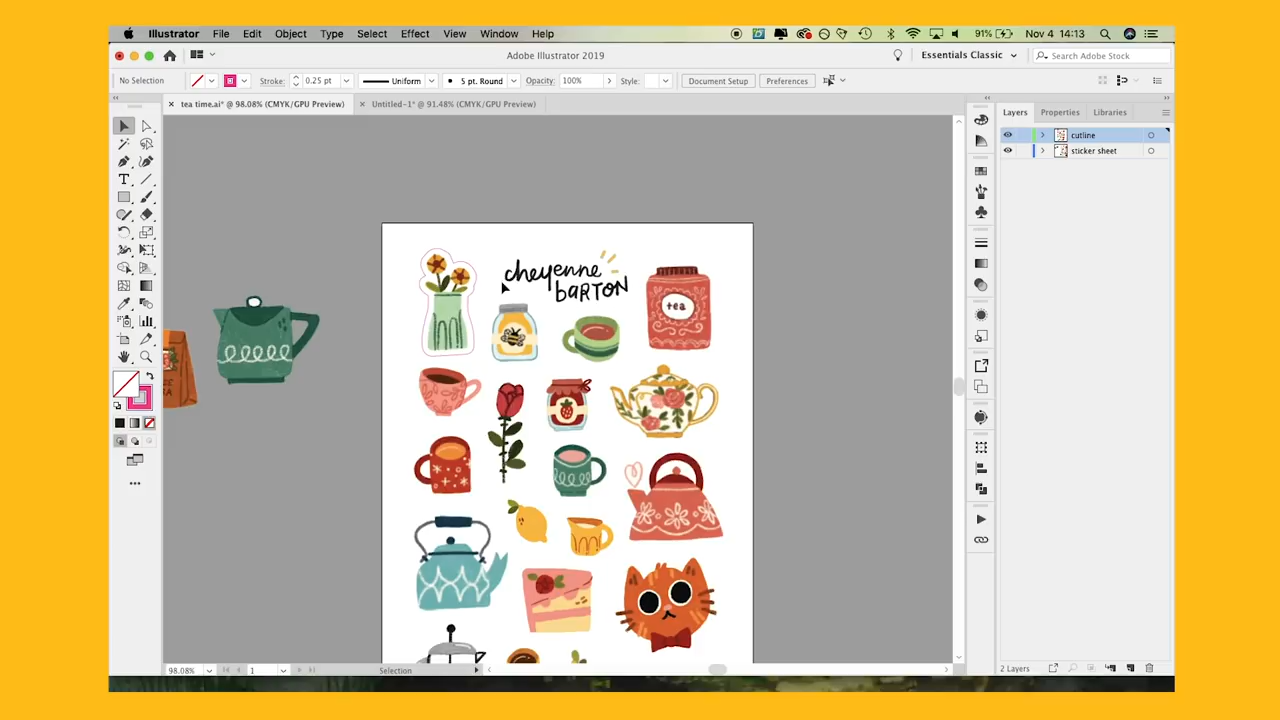 Illustrator File Edit Object Type Select Effect View Window Help 91% Nov 4 14:13
Adobe Illustrator 2019 Essentials Classic Search Adobe Stock
No Selection Stroke: 0.25 pt Uniform 5 pt. Round Opacity: 100% Style: Document Setup Preferences
× tea time.ai* @ 98.08% (CMYK/GPU Preview) × Untitled-1* @ 91.48% (CMYK/GPU Preview)
Layers Properties Libraries
cutline
sticker sheet
cheyenne
BARTON
tea
98.08% 1 Selection 2 Layers